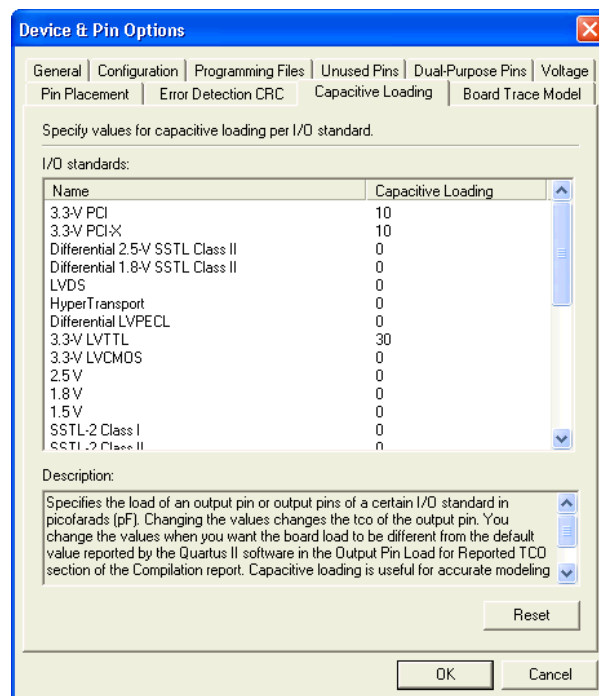 Device & Pin Options
General Configuration Programming Files Unused Pins Dual-Purpose Pins Voltage
Pin Placement Error Detection CRC Capacitive Loading Board Trace Model
Specify values for capacitive loading per I/O standard.
I/O standards:
Name Capacitive Loading
3.3-V PCI 10
3.3-V PCI-X 10
Differential 2.5-V SSTL Class II 0
Differential 1.8-V SSTL Class II 0
LVDS 0
HyperTransport 0
Differential LVPECL 0
3.3-V LVTTL 30
3.3-V LVCMOS 0
2.5 V 0
1.8 V 0
1.5 V 0
SSTL-2 Class I 0
SSTL-2 Class II 0
Description:
Specifies the load of an output pin or output pins of a certain I/O standard in
picofarads (pF). Changing the values changes the tco of the output pin. You
change the values when you want the board load to be different from the default
value reported by the Quartus II software in the Output Pin Load for Reported TCO
section of the Compilation report. Capacitive loading is useful for accurate modeling
Reset
OK Cancel